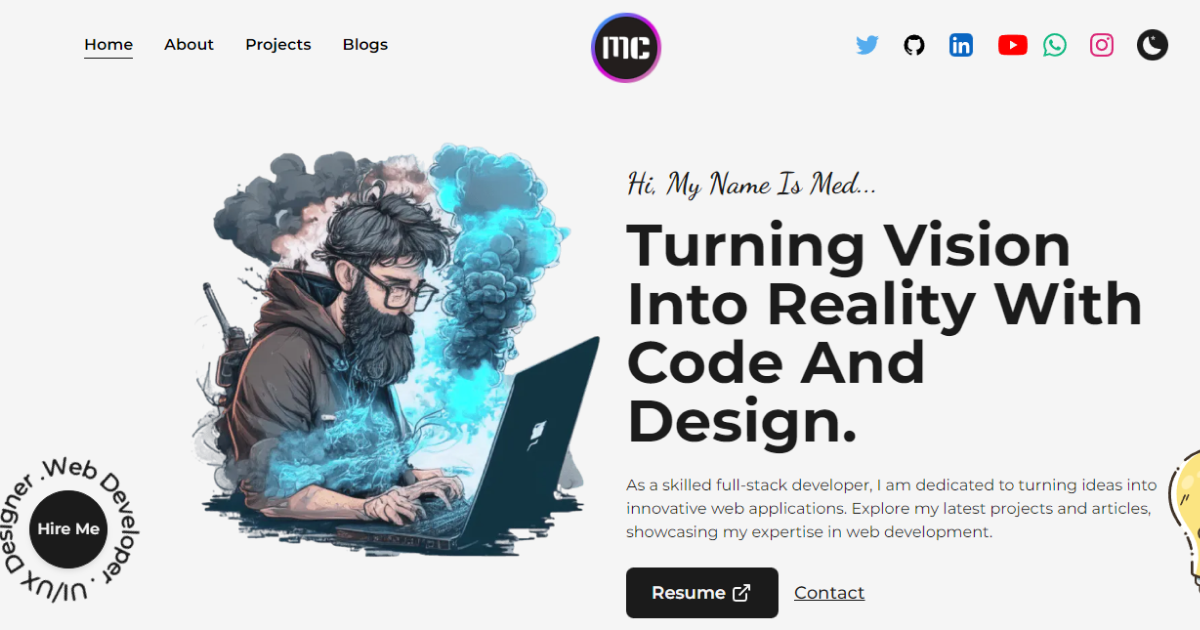 Home About Projects Blogs
MC
Hi, My Name Is Med...
Turning Vision
Into Reality With
Code And
Design.
As a skilled full-stack developer, I am dedicated to turning ideas into
innovative web applications. Explore my latest projects and articles,
showcasing my expertise in web development.
Resume Contact
Web Developer . UI/UX Designer .
Hire Me